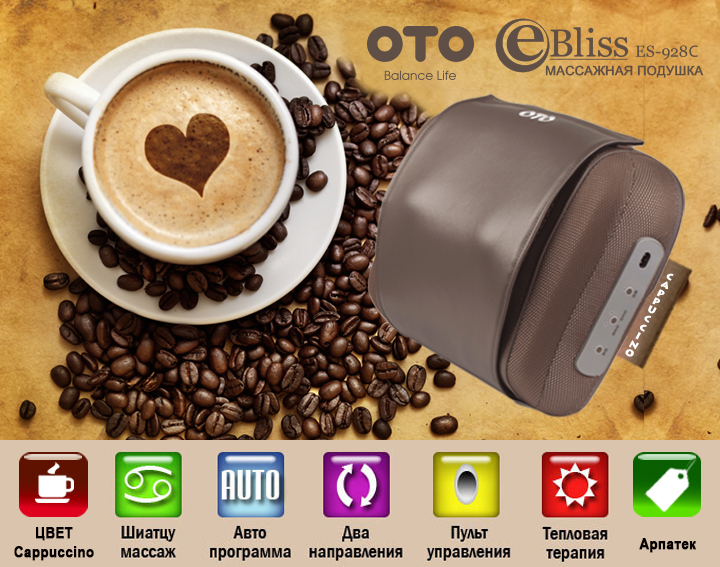 OTO
Balance Life
eBliss ES-928C
МАССАЖНАЯ ПОДУШКА
OTO
CAPPUCCINO
ЦВЕТ
Cappuccino
Шиатцу
массаж
AUTO
Авто
программа
Два
направления
Пульт
управления
Тепловая
терапия
Арпатек